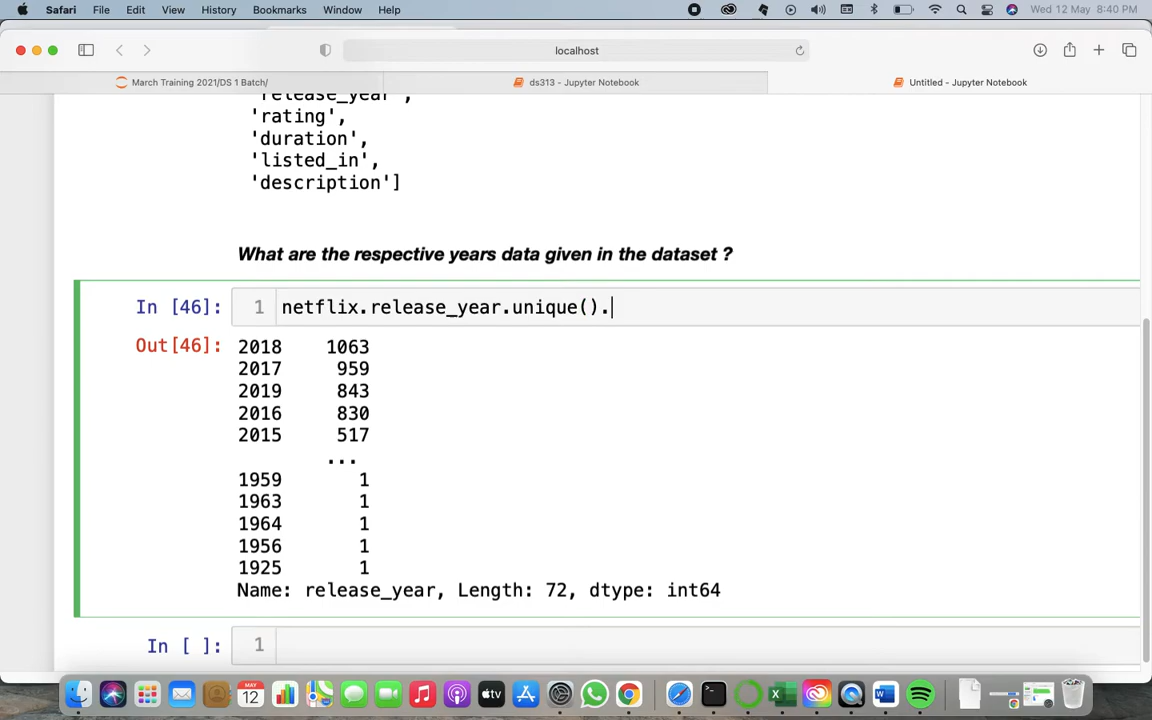 Safari File Edit View History Bookmarks Window Help Wed 12 May 8:40 PM
localhost
March Training 2021/DS 1 Batch/ ds313 - Jupyter Notebook Untitled - Jupyter Notebook
'release_year',
'rating',
'duration',
'listed_in',
'description']
What are the respective years data given in the dataset ?
In [46]: 1 netflix.release_year.unique().
Out[46]: 2018 1063
2017 959
2019 843
2016 830
2015 517
...
1959 1
1963 1
1964 1
1956 1
1925 1
Name: release_year, Length: 72, dtype: int64
In [ ]: 1
MAY
12
tv